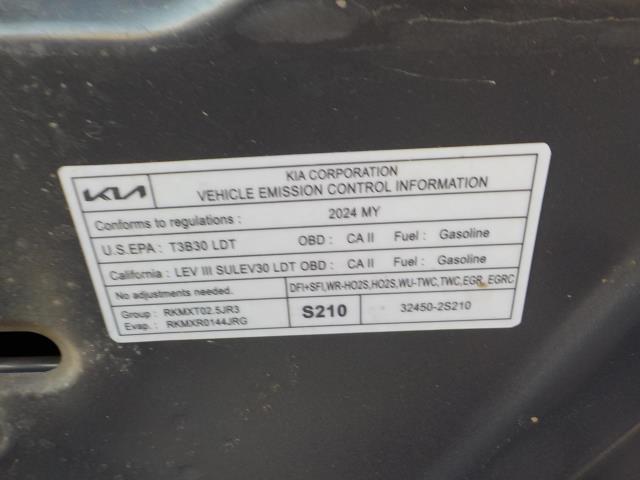 KIA
KIA CORPORATION
VEHICLE EMISSION CONTROL INFORMATION
Conforms to regulations : 2024 MY
U.S.EPA : T3B30 LDT OBD : CA II Fuel : Gasoline
California : LEV III SULEV30 LDT OBD : CA II Fuel : Gasoline
No adjustments needed. DFI+SFI,WR-HO2S,HO2S,WU-TWC,TWC,EGR, EGRC
Group : RKMXT02.5JR3
Evap. : RKMXR0144JRG
S210 32450-2S210